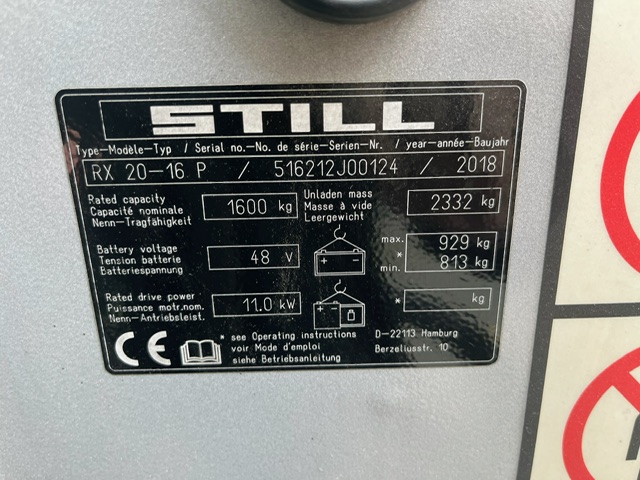 STILL
Type-Modèle-Typ / Serial no.-No. de série-Serien-Nr. / year-année-Baujahr
RX 20-16 P / 516212J00124 / 2018
Rated capacity
Capacité nominale
Nenn-Tragfähigkeit
1600 kg
Unladen mass
Masse à vide
Leergewicht
2332 kg
Battery voltage
Tension batterie
Batteriespannung
48 V
max. 929 kg
*
min. 813 kg
Rated drive power
Puissance motr.nom.
Nenn-Antriebsleist.
11.0 kW
* kg
CE
* see Operating instructions
voir Mode d'emploi
siehe Betriebsanleitung
D-22113 Hamburg
Berzeliusstr. 10